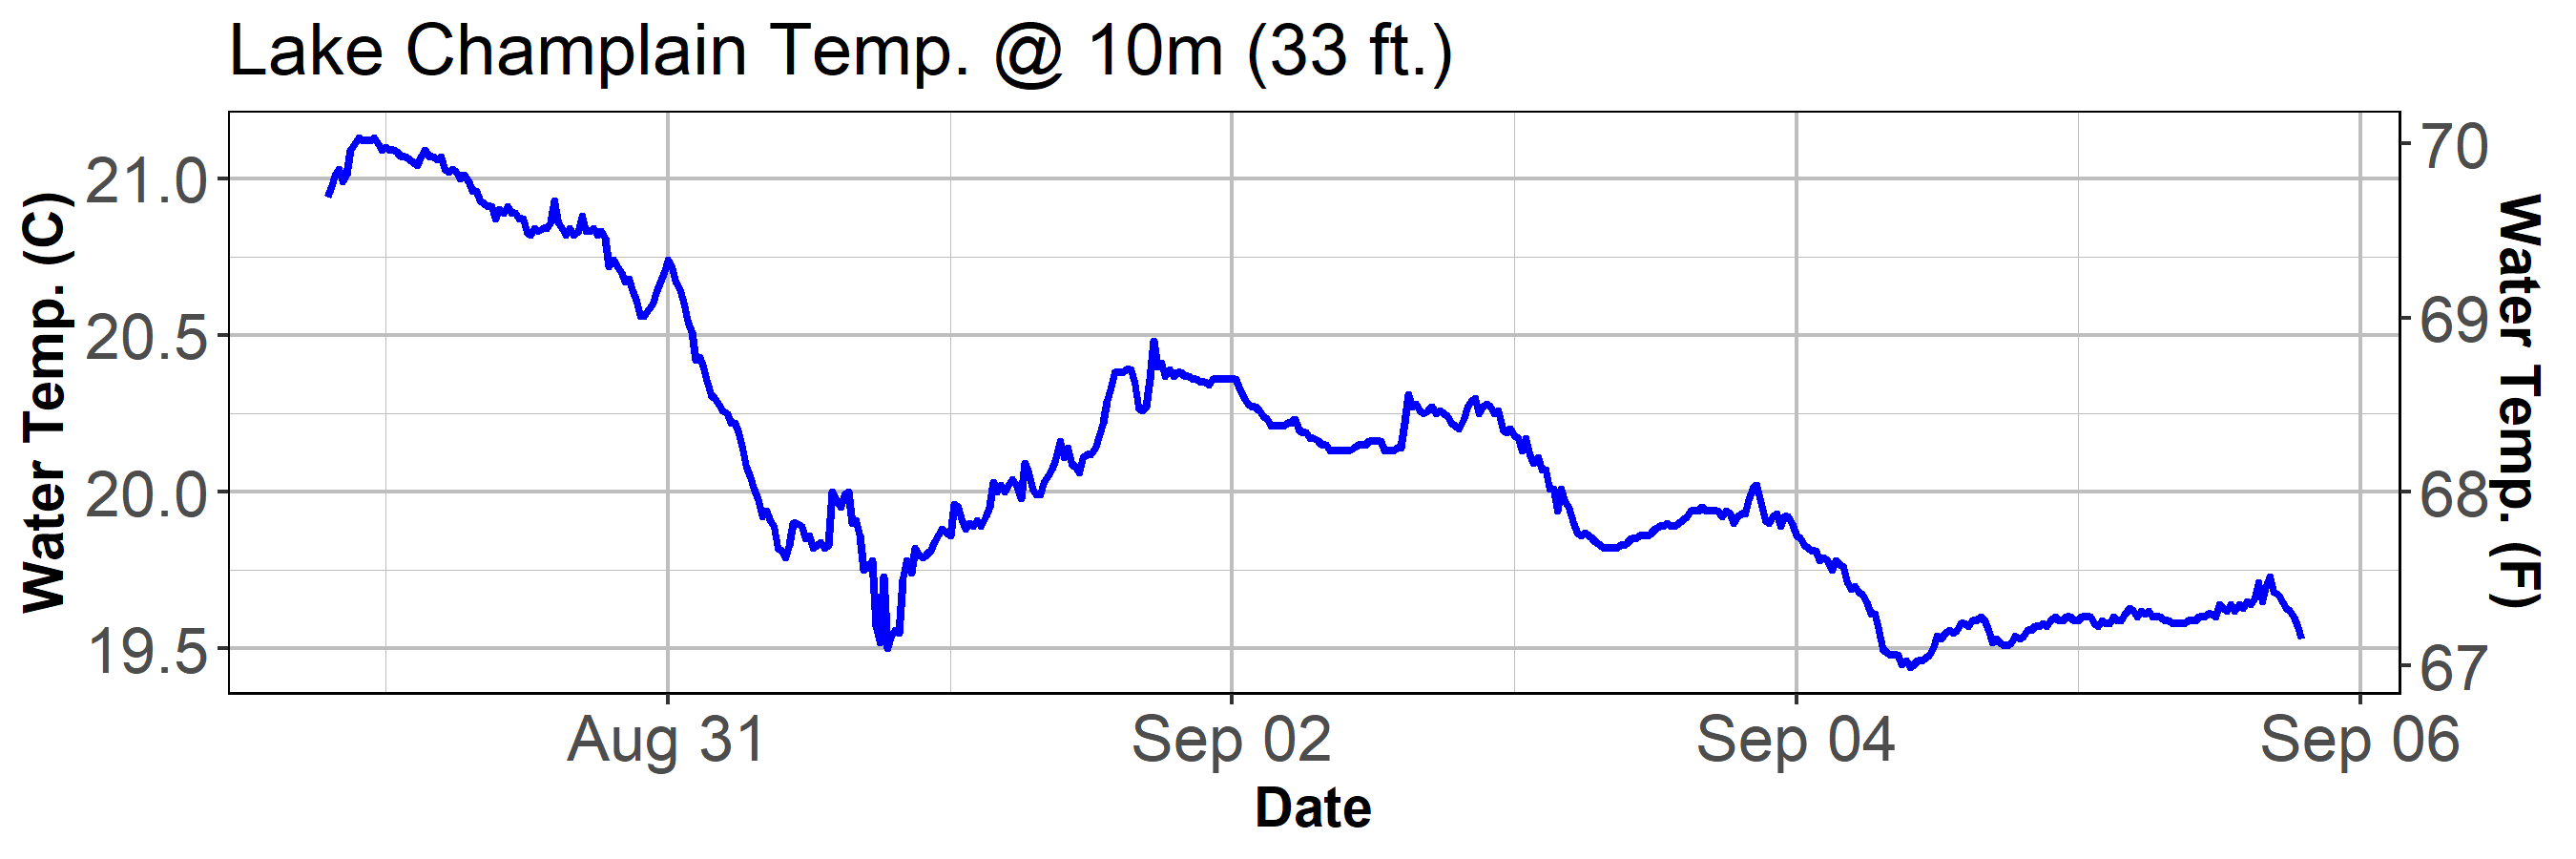 Lake Champlain Temp. @ 10m (33 ft.)
Water Temp. (C)
21.0
20.5
20.0
19.5
70
69
68
67
Water Temp. (F)
Aug 31
Sep 02
Sep 04
Sep 06
Date